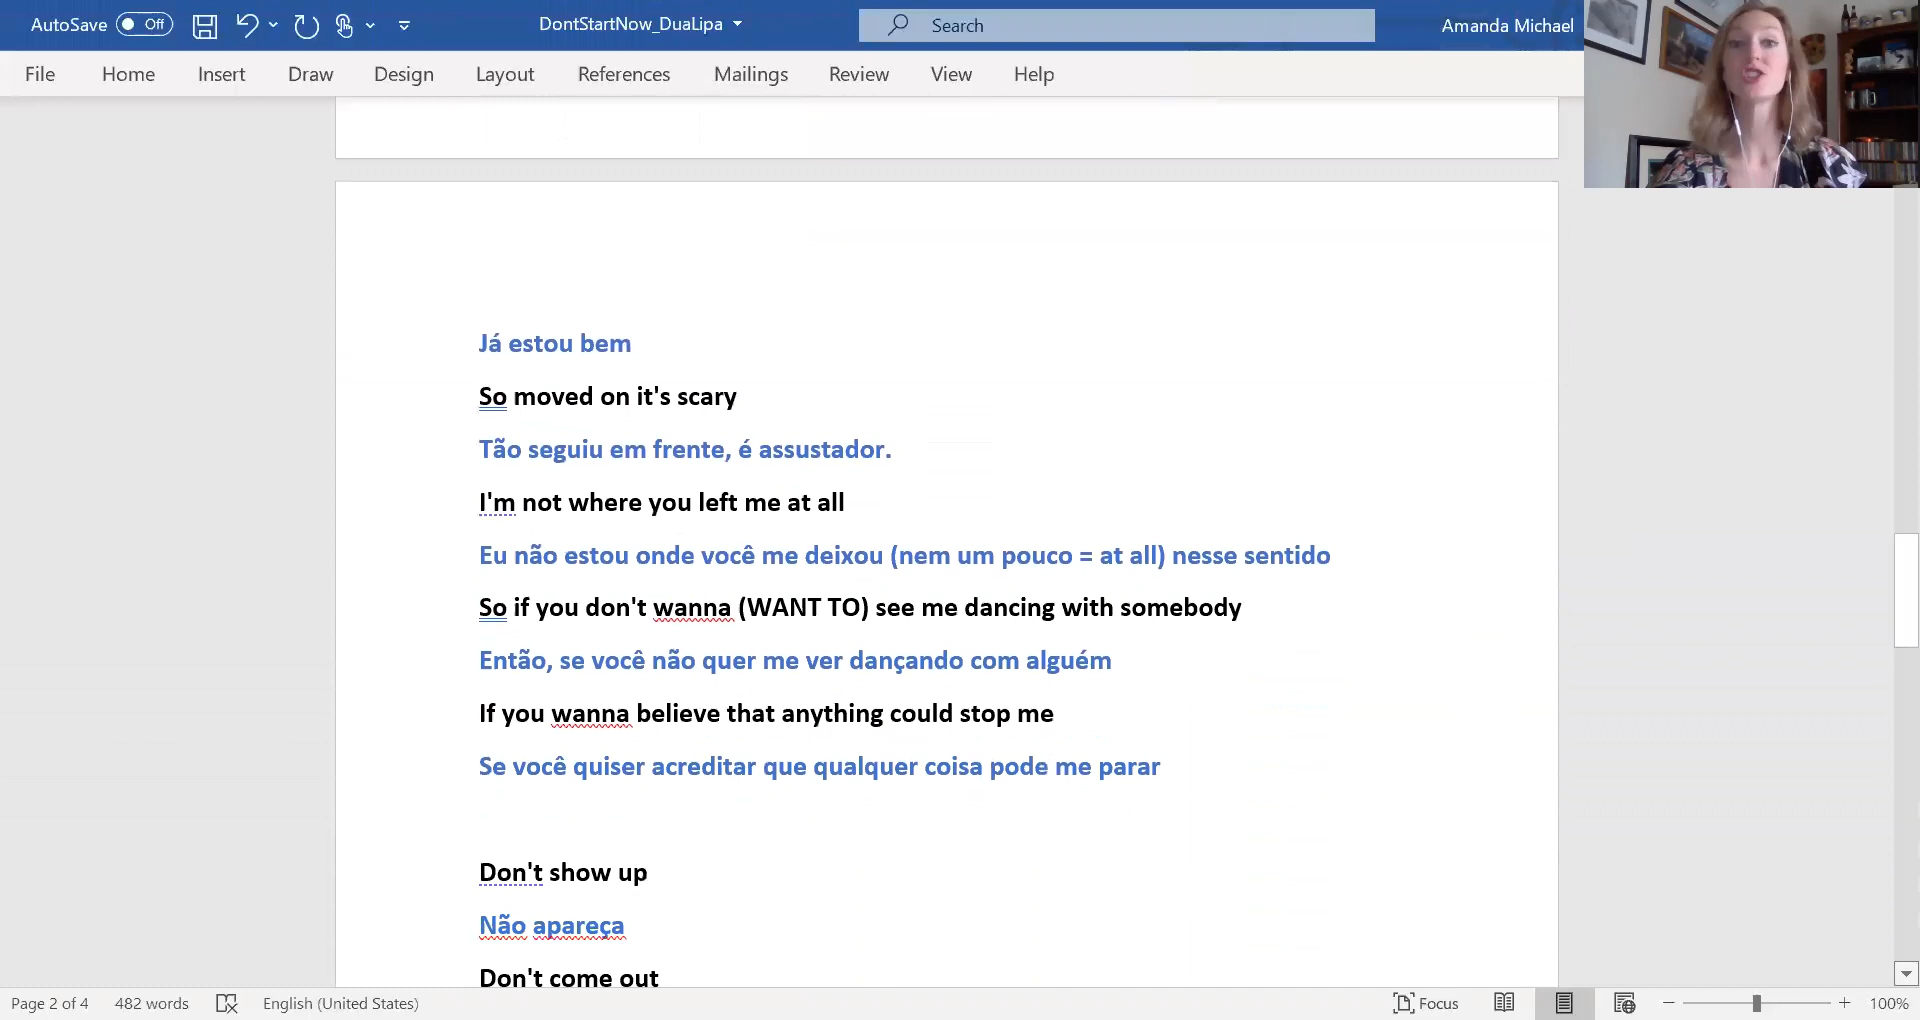 AutoSave Off DontStartNow_DuaLipa Search Amanda Michael
File Home Insert Draw Design Layout References Mailings Review View Help
Já estou bem
So moved on it's scary
Tão seguiu em frente, é assustador.
I'm not where you left me at all
Eu não estou onde você me deixou (nem um pouco = at all) nesse sentido
So if you don't wanna (WANT TO) see me dancing with somebody
Então, se você não quer me ver dançando com alguém
If you wanna believe that anything could stop me
Se você quiser acreditar que qualquer coisa pode me parar
Don't show up
Não apareça
Don't come out
Page 2 of 4 482 words English (United States) Focus 100%